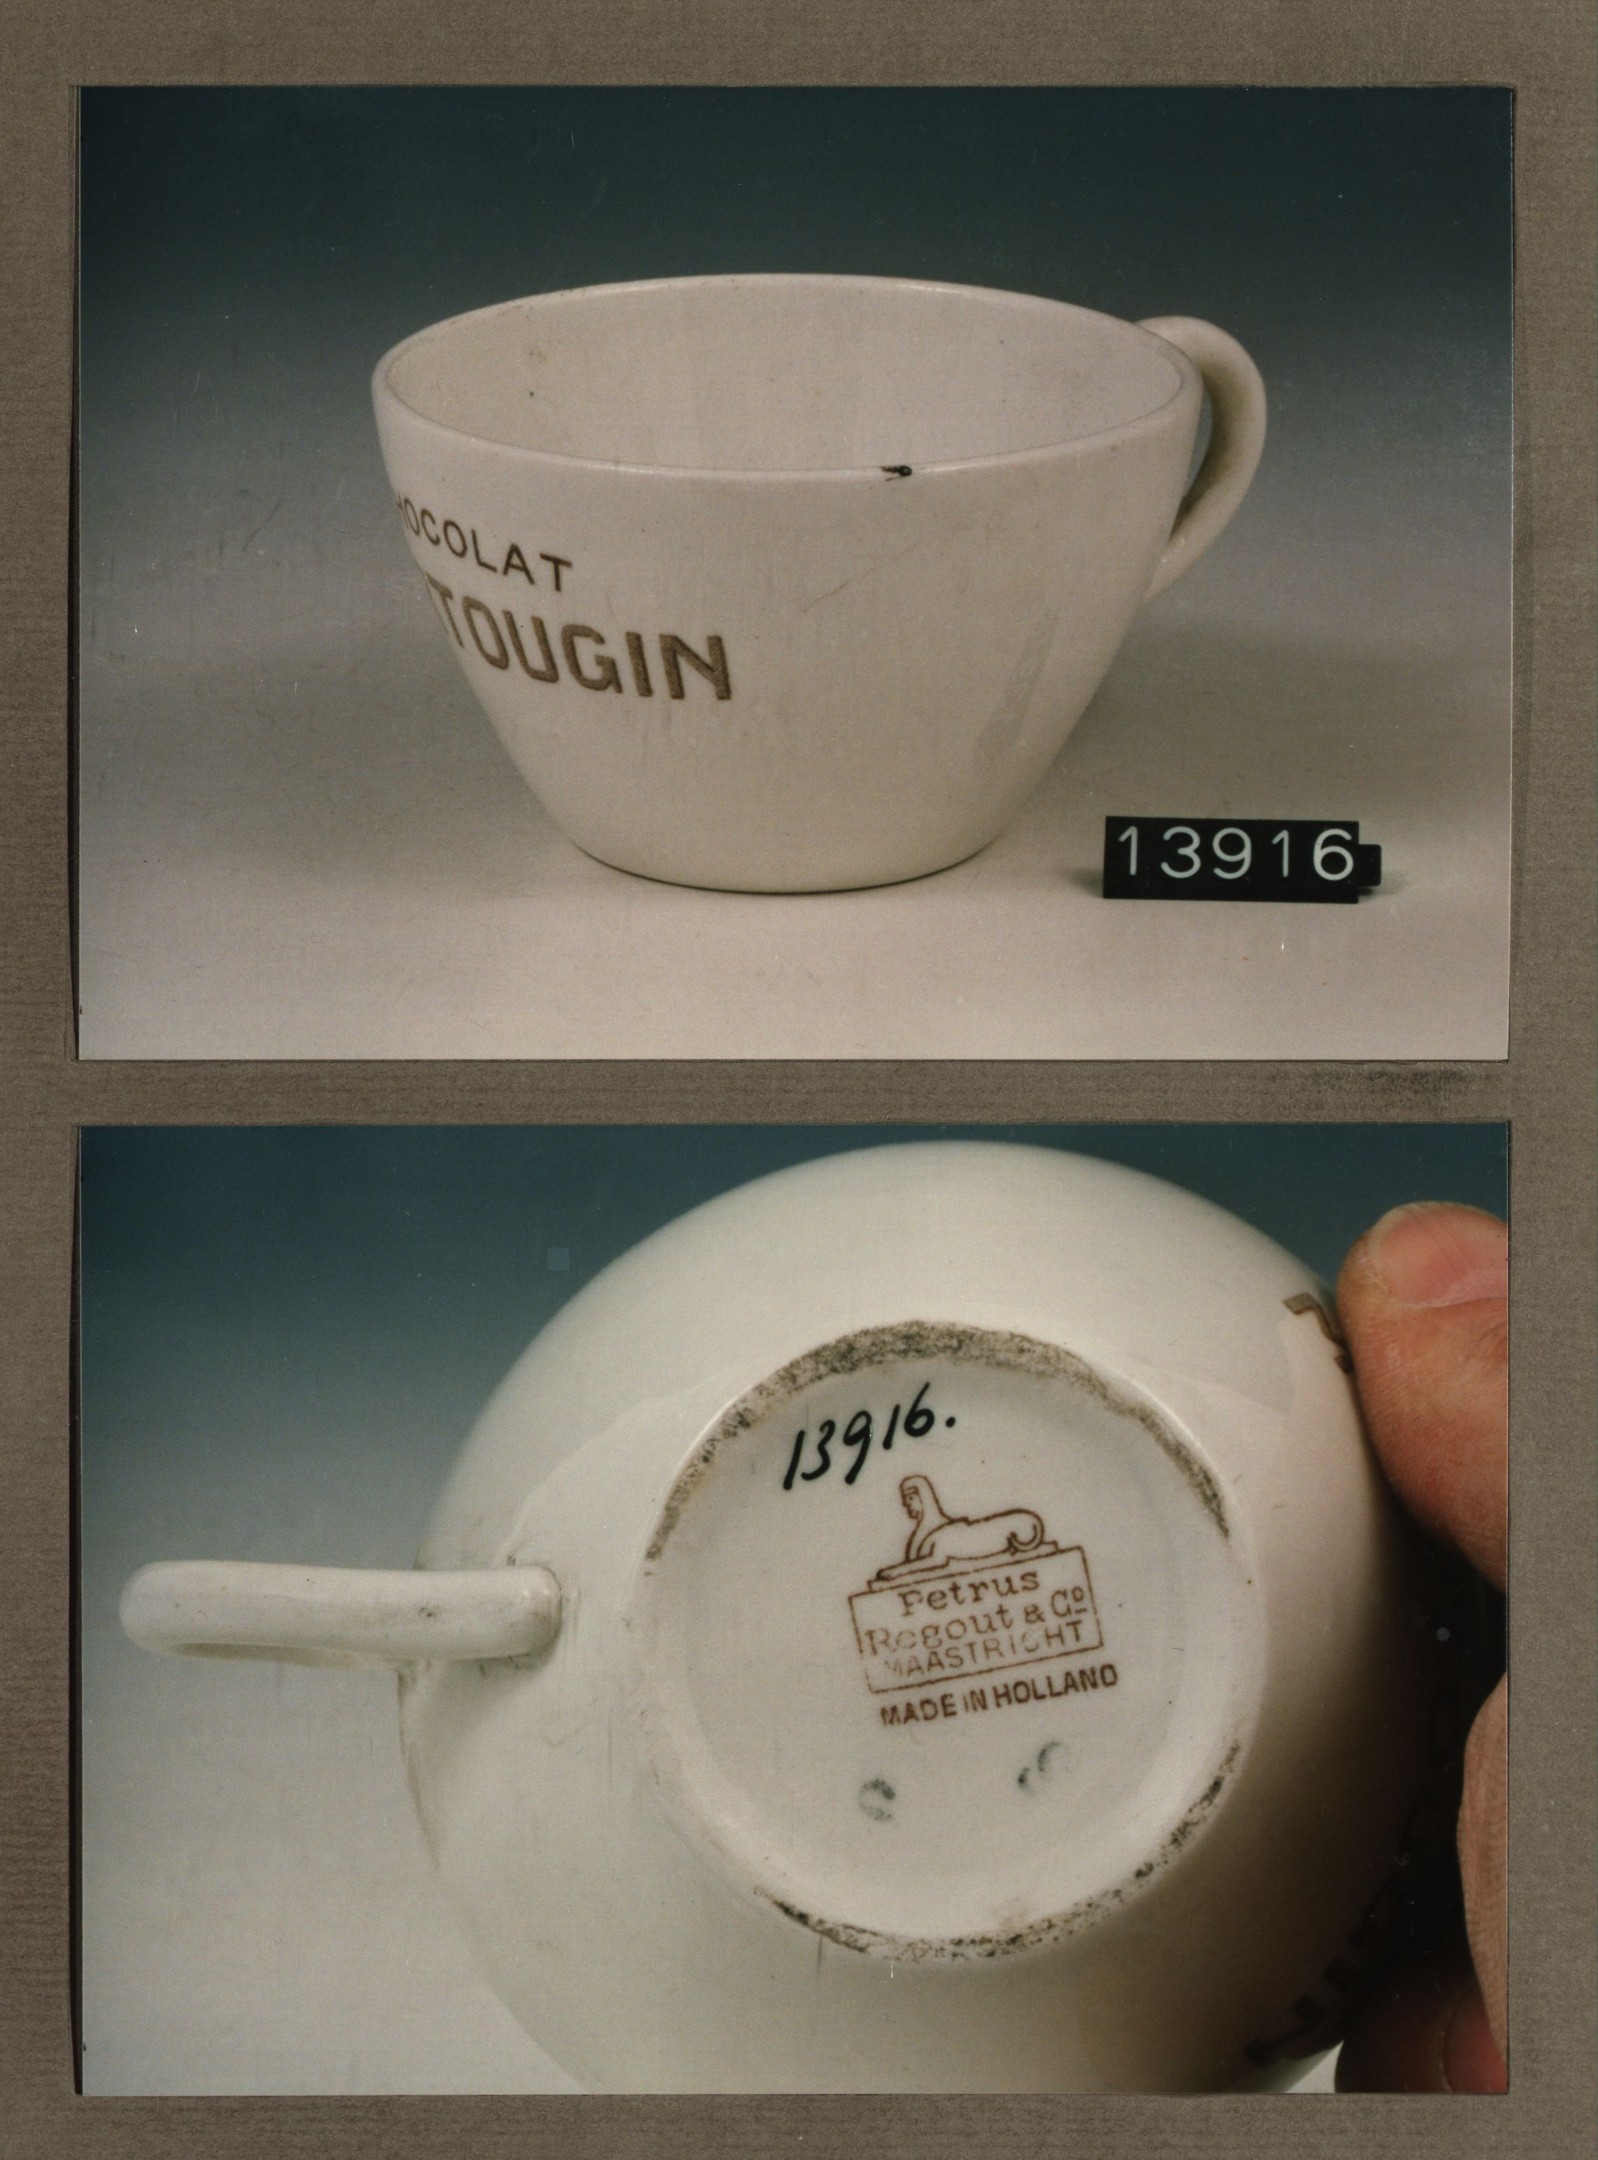 HOCOLAT
TOUGIN
13916
13916.
Petrus
Regout & Co
MAASTRICHT
MADE IN HOLLAND